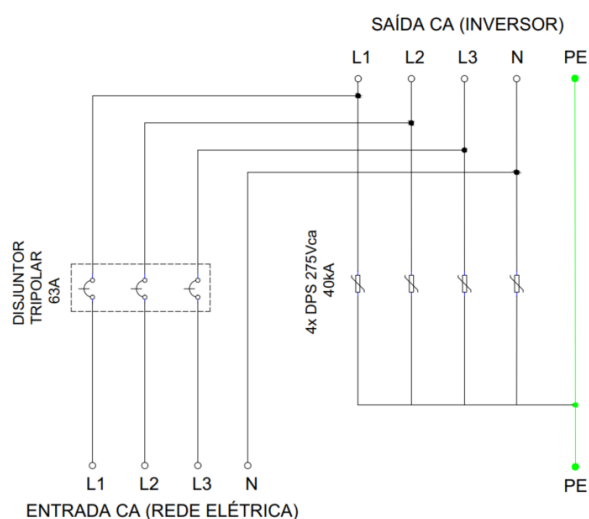 SAÍDA CA (INVERSOR)
L1 L2 L3 N PE
DISJUNTOR
TRIPOLAR
63A
4x DPS 275Vca
40kA
L1 L2 L3 N PE
ENTRADA CA (REDE ELÉTRICA)